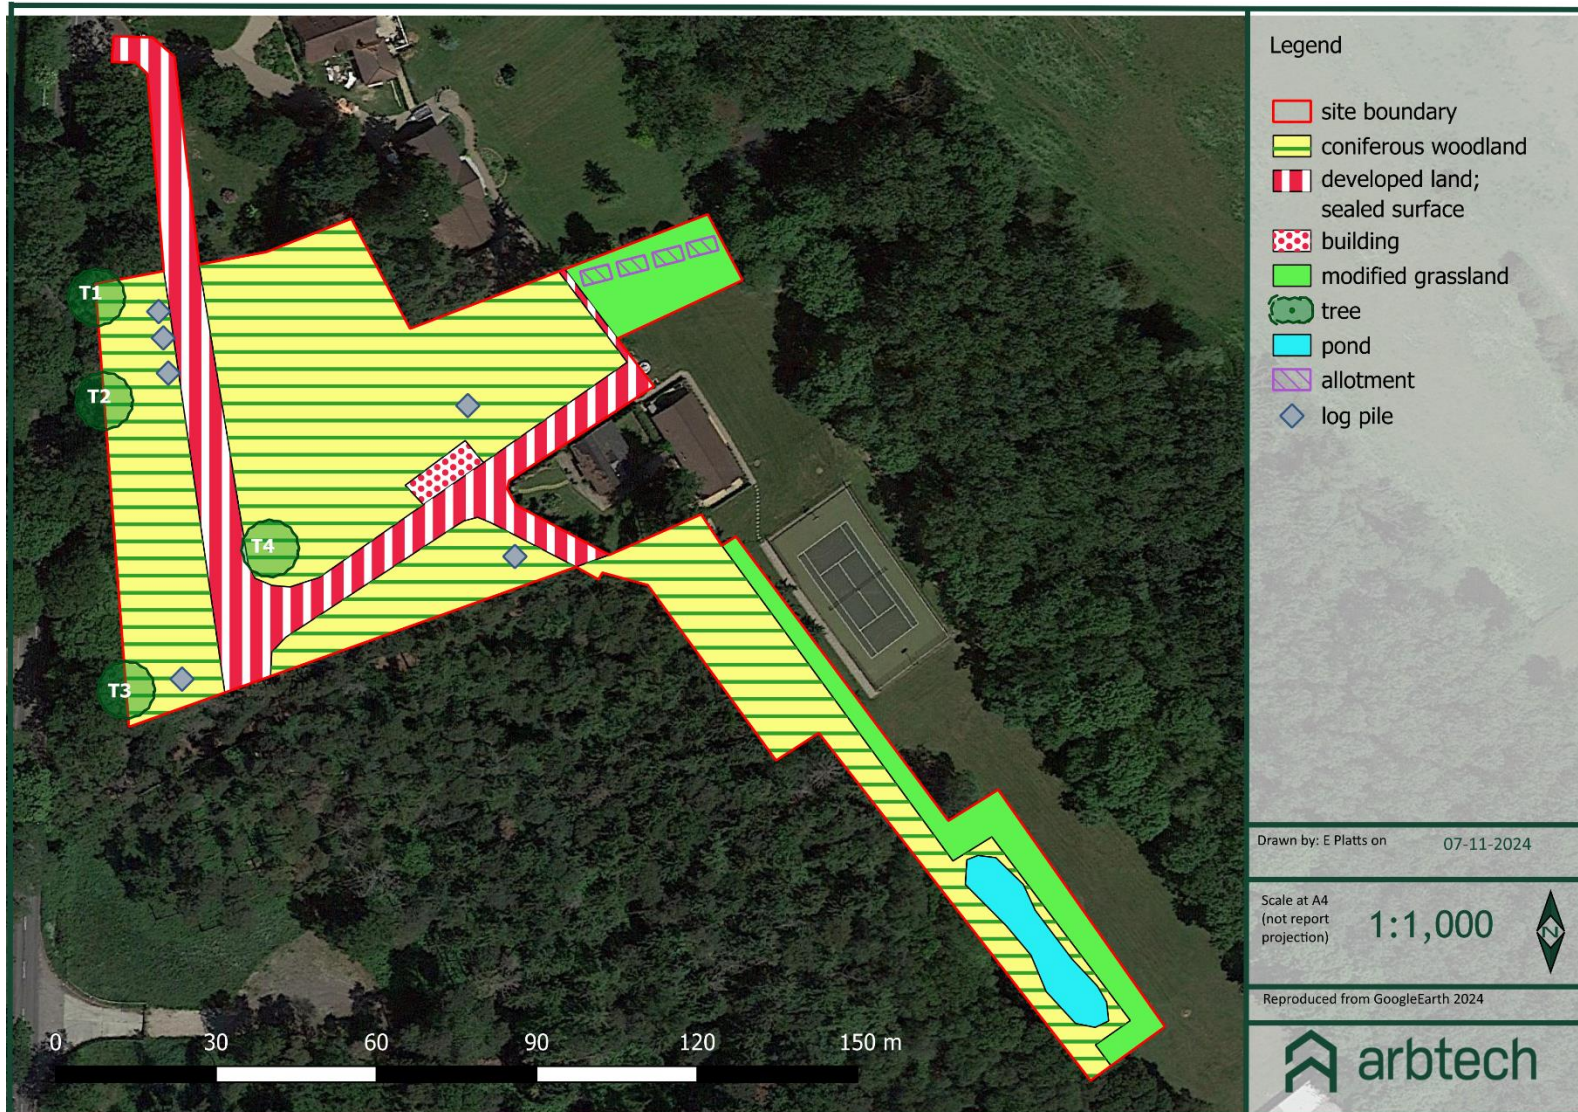 Legend
site boundary
coniferous woodland
developed land;
sealed surface
building
modified grassland
tree
pond
allotment
log pile
T1
T2
T4
T3
0 30 60 90 120 150 m
Drawn by: E Platts on 07-11-2024
Scale at A4
(not report
projection)
1:1,000
N
Reproduced from GoogleEarth 2024
arbtech